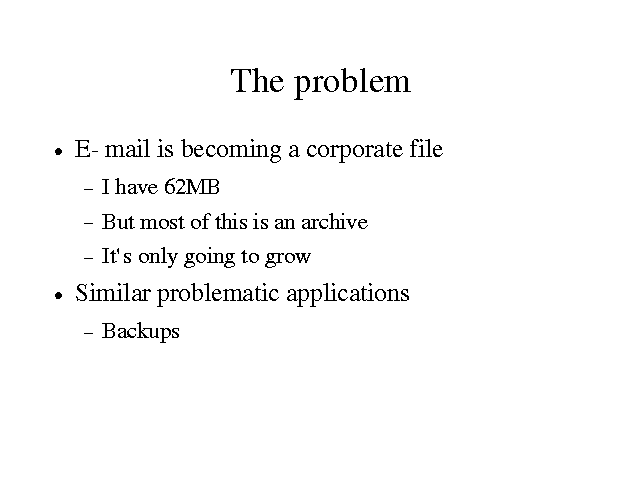 The problem
• E- mail is becoming a corporate file
– I have 62MB
– But most of this is an archive
– It's only going to grow
• Similar problematic applications
– Backups